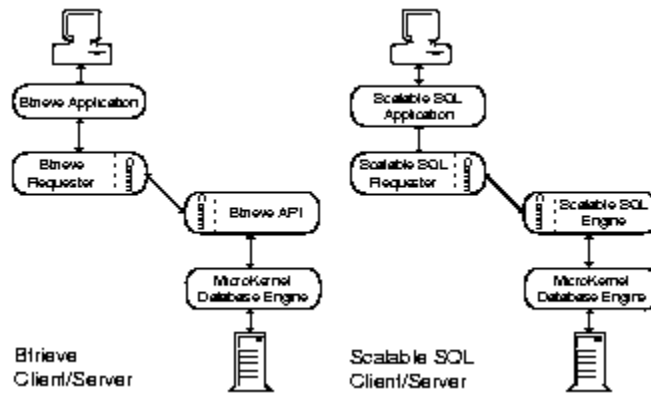 Btrieve Application
Btrieve
Requester
Btrieve API
MicroKernel
Database Engine
Btrieve
Client/Server
Scalable SQL
Application
Scalable SQL
Requester
Scalable SQL
Engine
MicroKernel
Database Engine
Scalable SQL
Client/Server